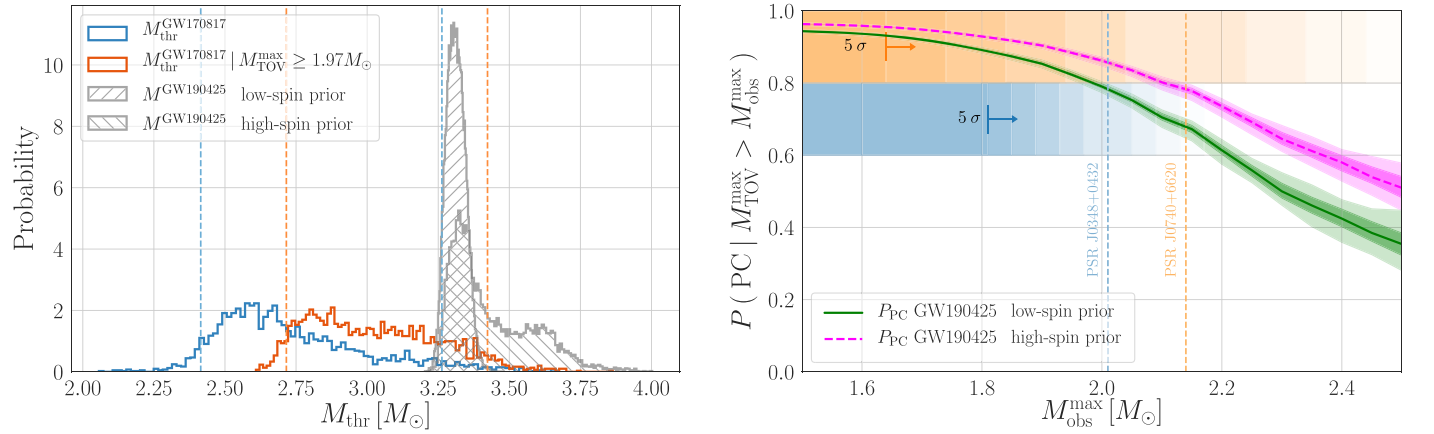 Probability
10
8
6
4
2
0
M_thr^GW170817
M_thr^GW170817 | M_TOV^max ≥ 1.97M_⊙
M^GW190425 low-spin prior
M^GW190425 high-spin prior
2.00 2.25 2.50 2.75 3.00 3.25 3.50 3.75 4.00
M_thr [M_⊙]
P ( PC | M_TOV^max > M_obs^max )
1.0
0.8
0.6
0.4
0.2
0.0
5 σ
5 σ
PSR J0348+0432
PSR J0740+6620
P_PC GW190425 low-spin prior
P_PC GW190425 high-spin prior
1.6 1.8 2.0 2.2 2.4
M_obs^max [M_⊙]